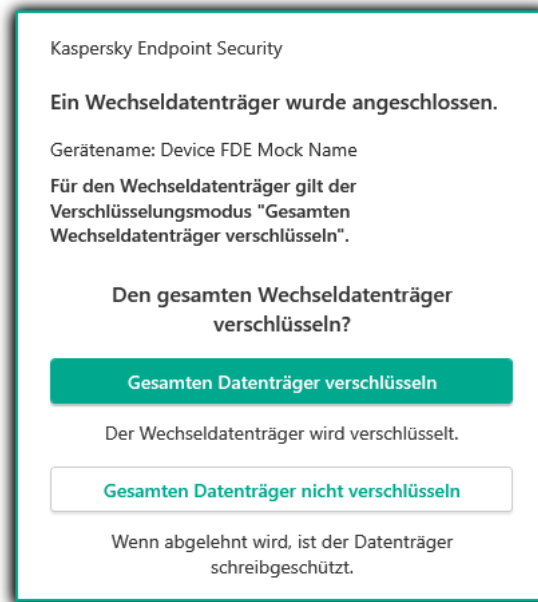 Kaspersky Endpoint Security
Ein Wechseldatenträger wurde angeschlossen.
Gerätename: Device FDE Mock Name
Für den Wechseldatenträger gilt der
Verschlüsselungsmodus "Gesamten
Wechseldatenträger verschlüsseln".
Den gesamten Wechseldatenträger
verschlüsseln?
Gesamten Datenträger verschlüsseln
Der Wechseldatenträger wird verschlüsselt.
Gesamten Datenträger nicht verschlüsseln
Wenn abgelehnt wird, ist der Datenträger
schreibgeschützt.